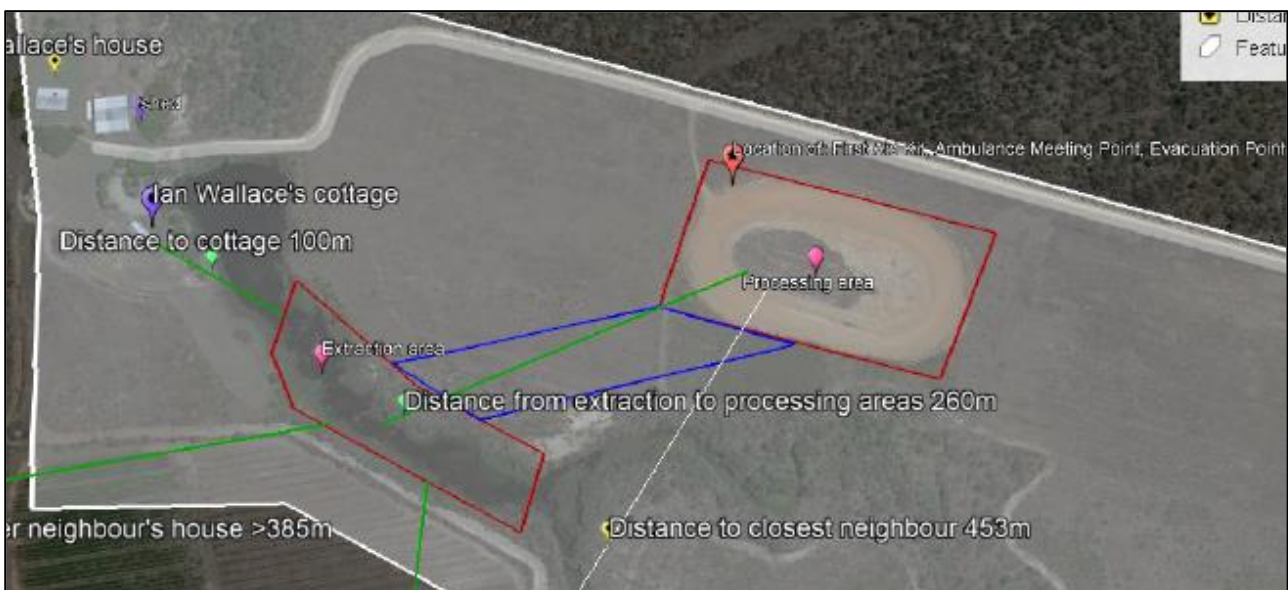 Feat
allace's house
shed
Location of: First Aid Kit, Ambulance Meeting Point, Evacuation Point
Ian Wallace's cottage
Distance to cottage 100m
Processing area
Extraction area
Distance from extraction to processing areas 260m
er neighbour's house >385m
Distance to closest neighbour 453m